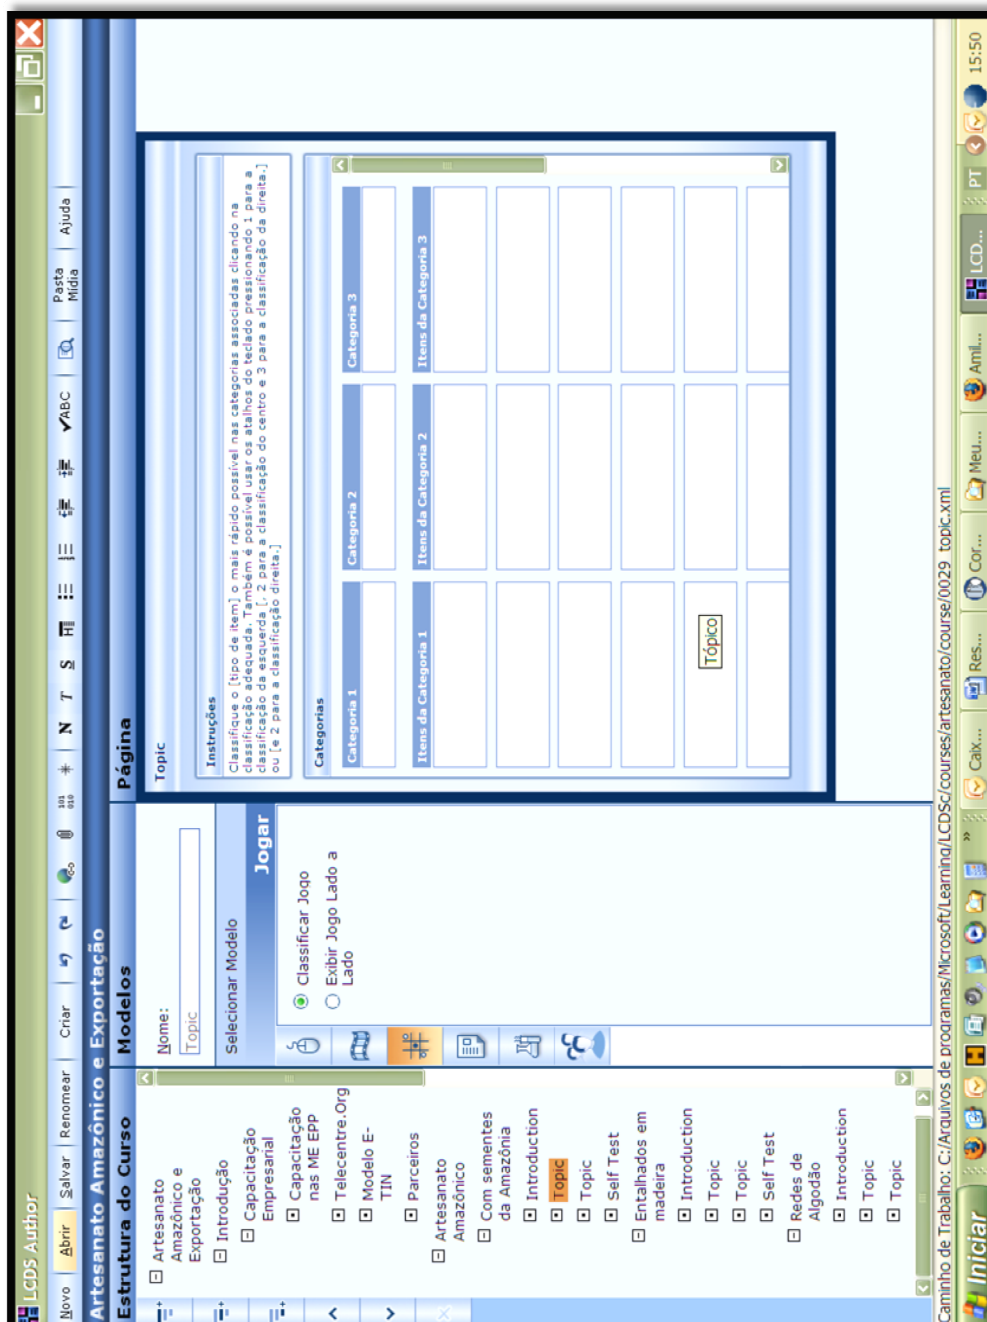 LCDS Author
Novo Abrir Salvar Renomear Criar N T S H ABC Pasta Mídia Ajuda
Artesanato Amazônico e Exportação
Estrutura do Curso
Artesanato
Amazônico e
Exportação
Introdução
Capacitação
Empresarial
Capacitação
nas ME EPP
Telecentre.Org
Modelo E-
TIN
Parceiros
Artesanato
Amazônico
Com sementes
da Amazônia
Introduction
Topic
Topic
Self Test
Entalhados em
madeira
Introduction
Topic
Topic
Self Test
Redes de
Algodão
Introduction
Topic
Topic
Modelos
Nome:
Topic
Selecionar Modelo
Jogar
Classificar Jogo
Exibir Jogo Lado a
Lado
Página
Topic
Instruções
Classifique o [tipo de item] o mais rápido possível nas categorias associadas clicando na
classificação adequada. Também é possível usar os atalhos do teclado pressionando 1 para a
classificação da esquerda [, 2 para a classificação do centro e 3 para a classificação da direita.]
ou [e 2 para a classificação direita.]
Categorias
Categoria 1 Categoria 2 Categoria 3
Itens da Categoria 1 Itens da Categoria 2 Itens da Categoria 3
Tópico
Caminho de Trabalho: C:/Arquivos de programas/Microsoft/Learning/LCDSc/courses/artesanato/course/0029_topic.xml
Iniciar » Caix... Res... Cor... Meu... Amil... LCD... PT 15:50